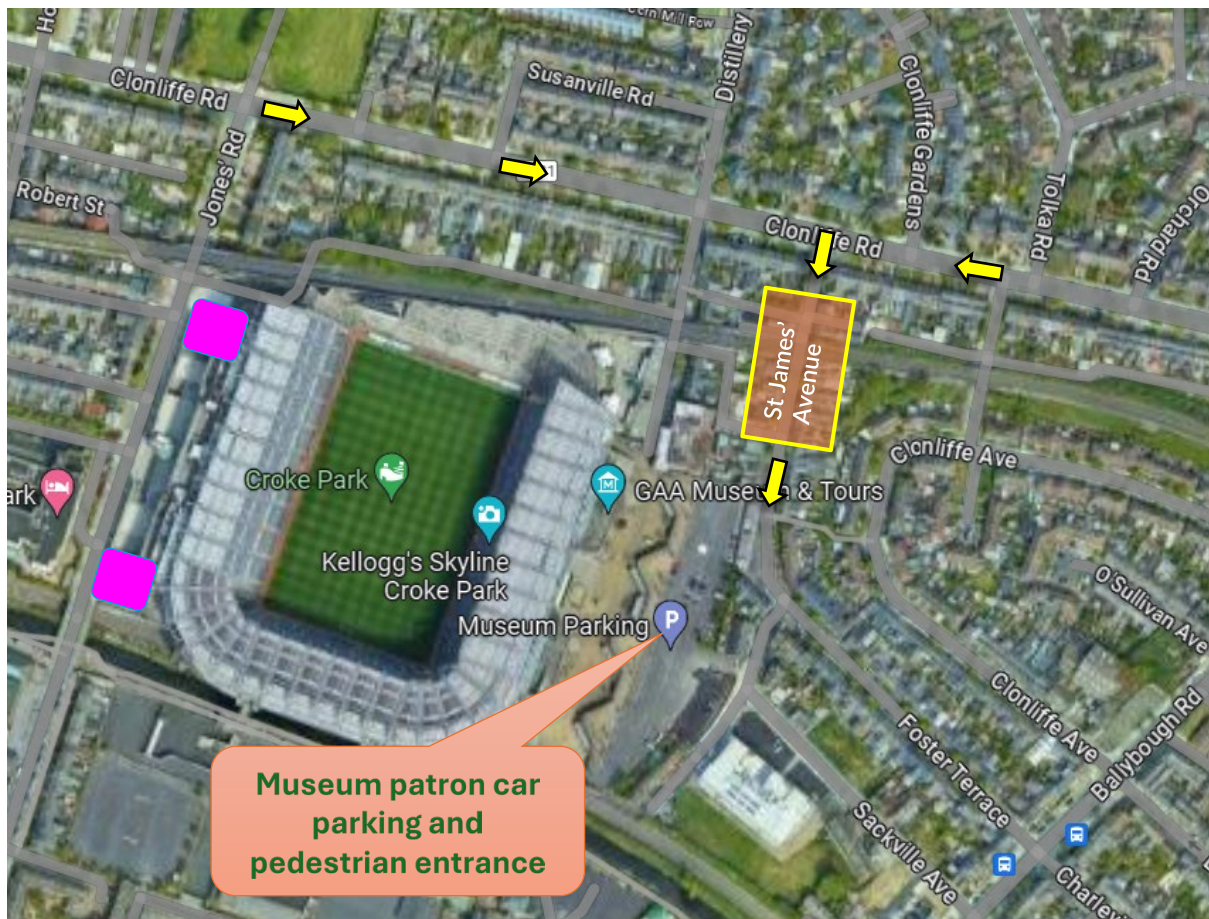 Clonliffe Rd
Susanville Rd
Distillery
Clonliffe Gardens
Tolka Rd
Orchard Rd
Jones' Rd
Robert St
1
Clonliffe Rd
St James'
Avenue
Clonliffe Ave
Croke Park
GAA Museum & Tours
ark
Kellogg's Skyline
Croke Park
Museum Parking
P
O'Sullivan Ave
Clonliffe Ave
Ballybough Rd
Foster Terrace
Sackville Ave
Museum patron car
parking and
pedestrian entrance